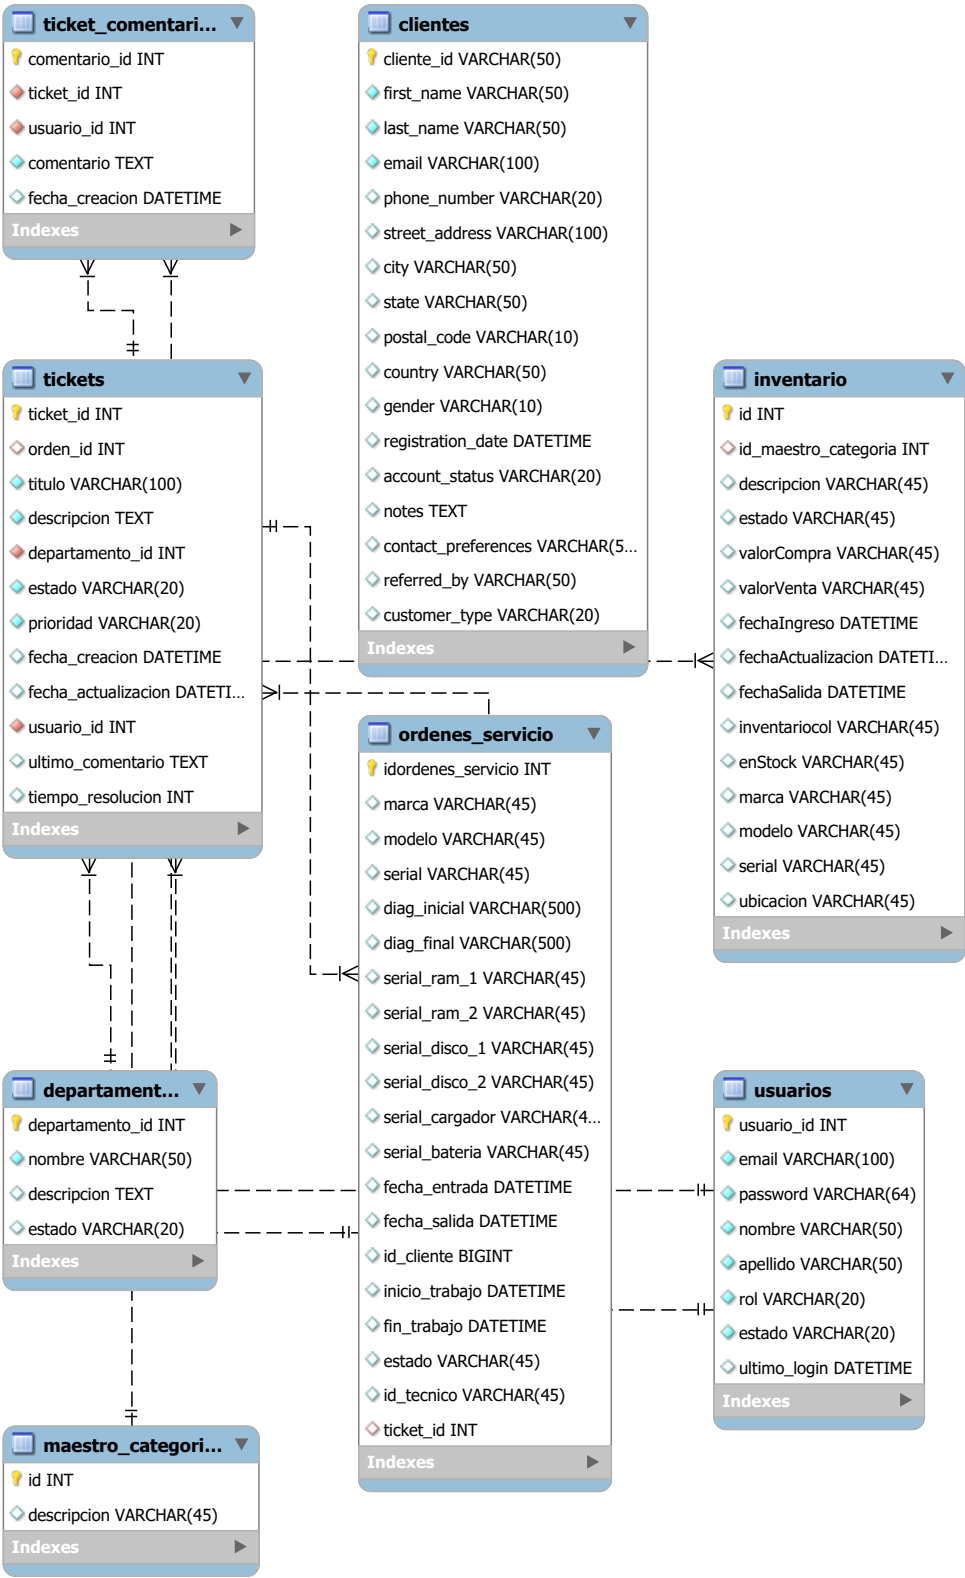 ticket_comentari...
comentario_id INT
ticket_id INT
usuario_id INT
comentario TEXT
fecha_creacion DATETIME
Indexes
clientes
cliente_id VARCHAR(50)
first_name VARCHAR(50)
last_name VARCHAR(50)
email VARCHAR(100)
phone_number VARCHAR(20)
street_address VARCHAR(100)
city VARCHAR(50)
state VARCHAR(50)
postal_code VARCHAR(10)
country VARCHAR(50)
gender VARCHAR(10)
registration_date DATETIME
account_status VARCHAR(20)
notes TEXT
contact_preferences VARCHAR(5...
referred_by VARCHAR(50)
customer_type VARCHAR(20)
Indexes
tickets
ticket_id INT
orden_id INT
titulo VARCHAR(100)
descripcion TEXT
departamento_id INT
estado VARCHAR(20)
prioridad VARCHAR(20)
fecha_creacion DATETIME
fecha_actualizacion DATETI...
usuario_id INT
ultimo_comentario TEXT
tiempo_resolucion INT
Indexes
inventario
id INT
id_maestro_categoria INT
descripcion VARCHAR(45)
estado VARCHAR(45)
valorCompra VARCHAR(45)
valorVenta VARCHAR(45)
fechaIngreso DATETIME
fechaActualizacion DATETI...
fechaSalida DATETIME
inventariocol VARCHAR(45)
enStock VARCHAR(45)
marca VARCHAR(45)
modelo VARCHAR(45)
serial VARCHAR(45)
ubicacion VARCHAR(45)
Indexes
ordenes_servicio
idordenes_servicio INT
marca VARCHAR(45)
modelo VARCHAR(45)
serial VARCHAR(45)
diag_inicial VARCHAR(500)
diag_final VARCHAR(500)
serial_ram_1 VARCHAR(45)
serial_ram_2 VARCHAR(45)
serial_disco_1 VARCHAR(45)
serial_disco_2 VARCHAR(45)
serial_cargador VARCHAR(4...
serial_bateria VARCHAR(45)
fecha_entrada DATETIME
fecha_salida DATETIME
id_cliente BIGINT
inicio_trabajo DATETIME
fin_trabajo DATETIME
estado VARCHAR(45)
id_tecnico VARCHAR(45)
ticket_id INT
Indexes
departament...
departamento_id INT
nombre VARCHAR(50)
descripcion TEXT
estado VARCHAR(20)
Indexes
usuarios
usuario_id INT
email VARCHAR(100)
password VARCHAR(64)
nombre VARCHAR(50)
apellido VARCHAR(50)
rol VARCHAR(20)
estado VARCHAR(20)
ultimo_login DATETIME
Indexes
maestro_categori...
id INT
descripcion VARCHAR(45)
Indexes